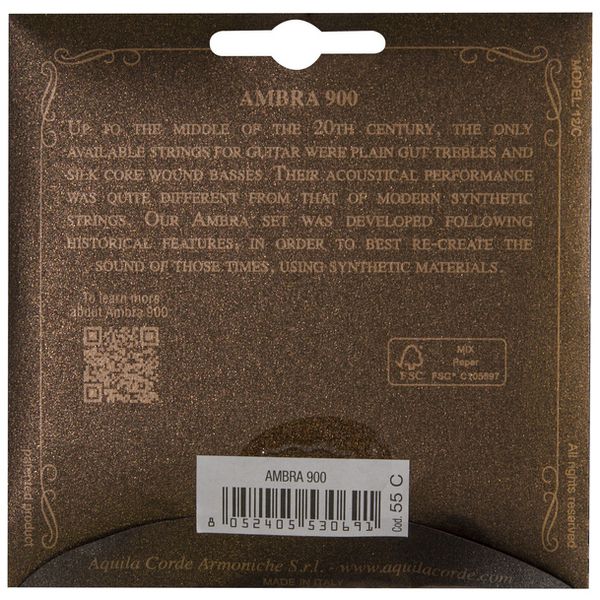 AMBRA 900
UP TO THE MIDDLE OF THE 20TH CENTURY, THE ONLY
AVAILABLE STRINGS FOR GUITAR WERE PLAIN GUT TREBLES AND
SILK CORE WOUND BASSES. THEIR ACOUSTICAL PERFORMANCE
WAS QUITE DIFFERENT FROM THAT OF MODERN SYNTHETIC
STRINGS. OUR AMBRA SET WAS DEVELOPED FOLLOWING
HISTORICAL FEATURES, IN ORDER TO BEST RE-CREATE THE
SOUND OF THOSE TIMES, USING SYNTHETIC MATERIALS.
MODEL: 112C
To learn more
about Ambra 900
FSC
MIX
Paper
FSC® C105897
AMBRA 900
8 052405 530691
Cod. 55 C
patented product
All rights reserved
Aquila Corde Armoniche S.r.l. - www.aquilacorde.com
MADE IN ITALY